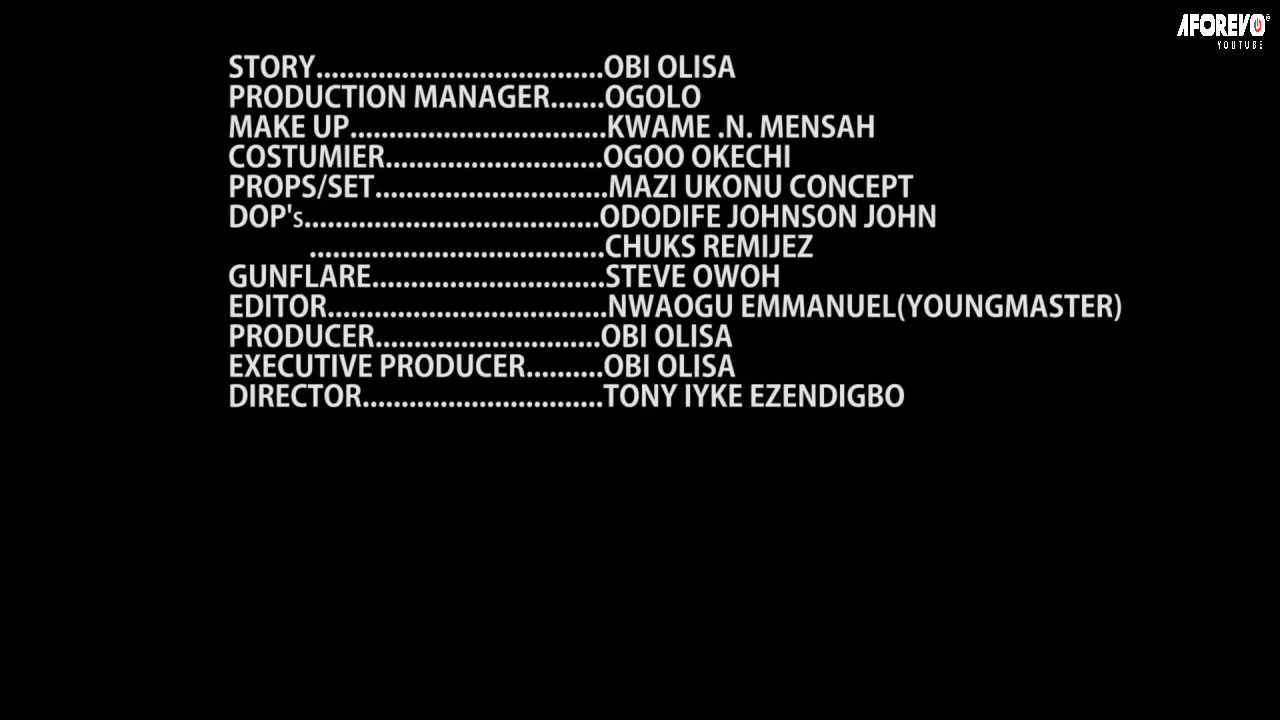 AFOREVO
YOUTUBE
STORY.....................................OBI OLISA
PRODUCTION MANAGER.......OGOLO
MAKE UP.................................KWAME .N. MENSAH
COSTUMIER............................OGOO OKECHI
PROPS/SET..............................MAZI UKONU CONCEPT
DOP's......................................ODODIFE JOHNSON JOHN
......................................CHUKS REMIJEZ
GUNFLARE..............................STEVE OWOH
EDITOR....................................NWAOGU EMMANUEL(YOUNGMASTER)
PRODUCER.............................OBI OLISA
EXECUTIVE PRODUCER..........OBI OLISA
DIRECTOR...............................TONY IYKE EZENDIGBO